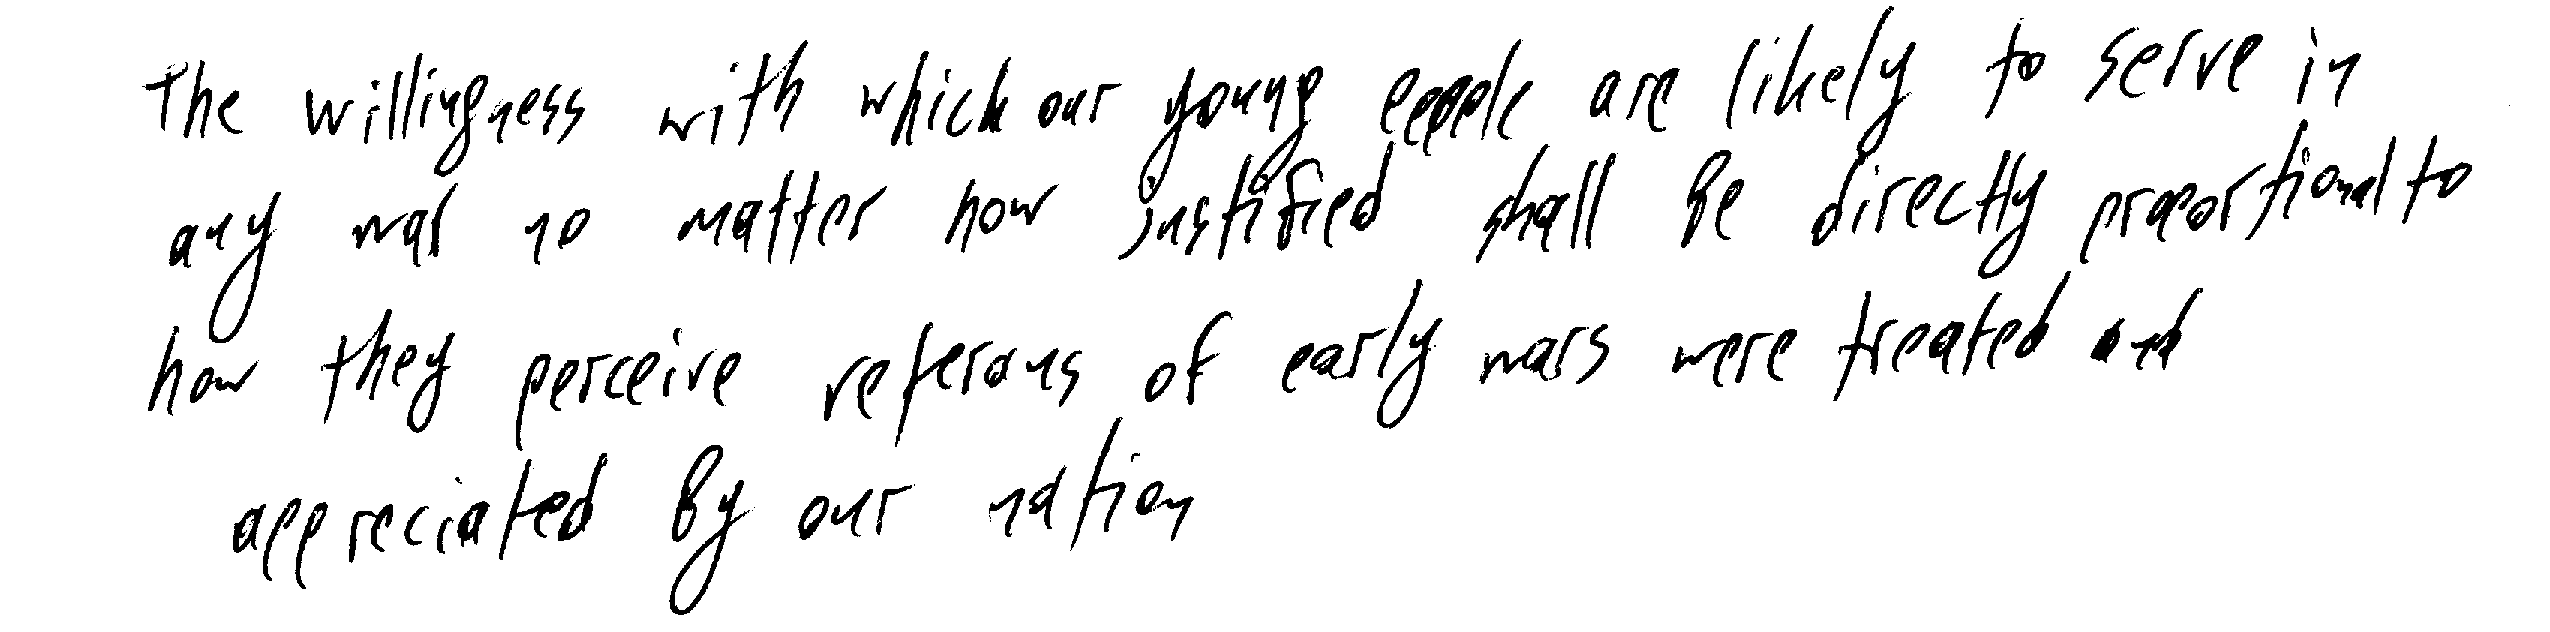 The willingness with which our young people are likely to serve in
any war no matter how justified shall be directly proportional to
how they perceive veterans of early wars were treated and
appreciated by our nation